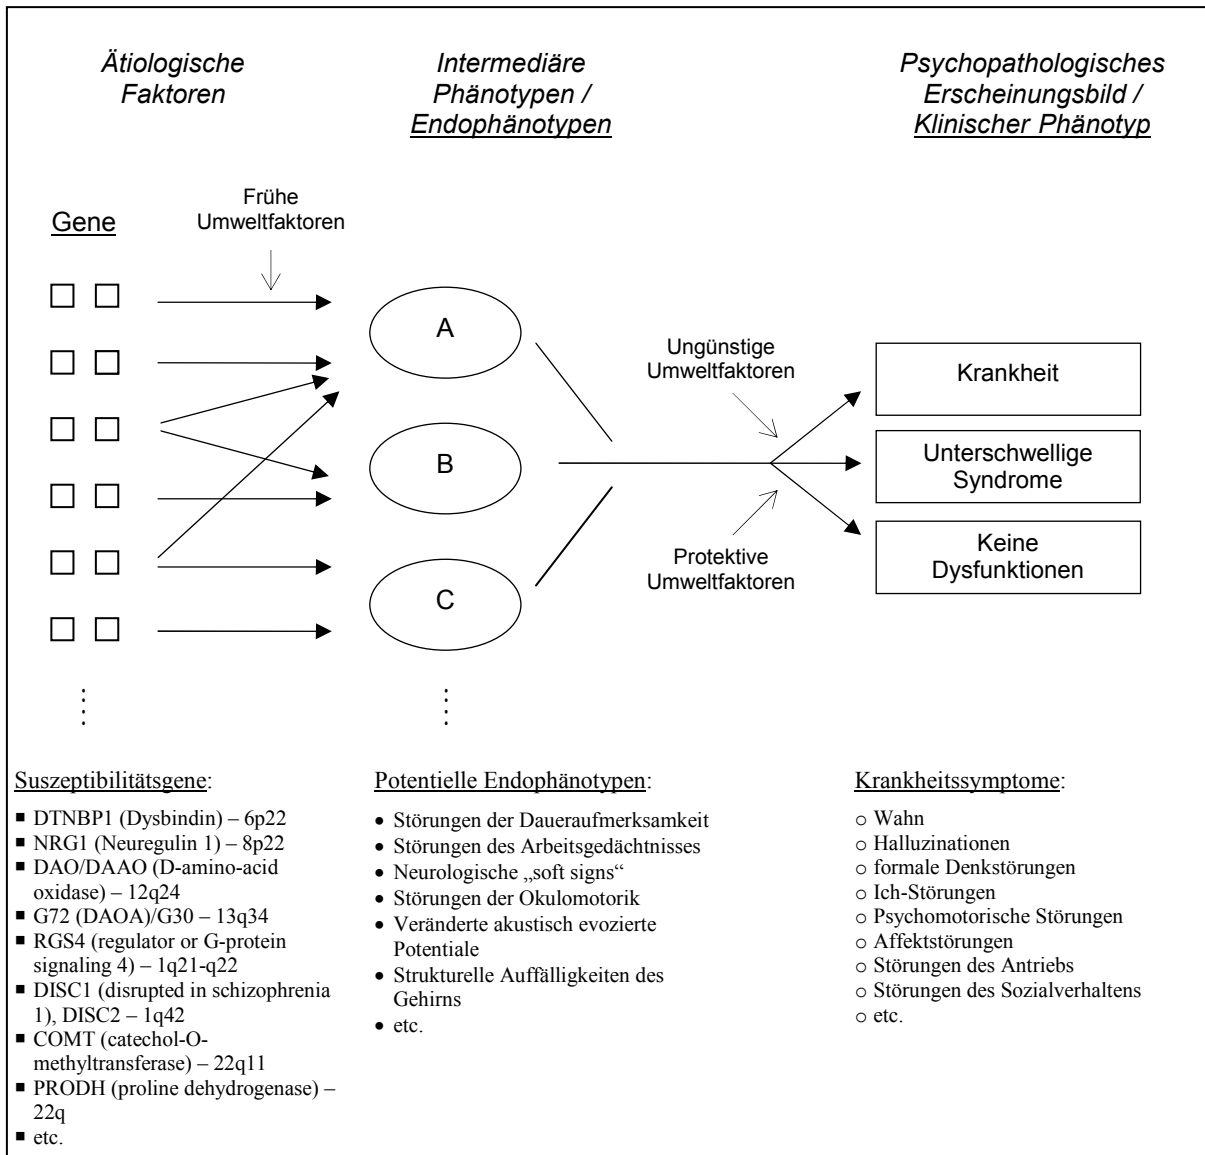 Ätiologische
Faktoren
Intermediäre
Phänotypen /
Endophänotypen
Psychopathologisches
Erscheinungsbild /
Klinischer Phänotyp
Gene
Frühe
Umweltfaktoren
A
B
C
Ungünstige
Umweltfaktoren
Protektive
Umweltfaktoren
Krankheit
Unterschwellige
Syndrome
Keine
Dysfunktionen
Suszeptibilitätsgene:
▪ DTNBP1 (Dysbindin) – 6p22
▪ NRG1 (Neuregulin 1) – 8p22
▪ DAO/DAAO (D-amino-acid
oxidase) – 12q24
▪ G72 (DAOA)/G30 – 13q34
▪ RGS4 (regulator or G-protein
signaling 4) – 1q21-q22
▪ DISC1 (disrupted in schizophrenia
1), DISC2 – 1q42
▪ COMT (catechol-O-
methyltransferase) – 22q11
▪ PRODH (proline dehydrogenase) –
22q
▪ etc.
Potentielle Endophänotypen:
• Störungen der Daueraufmerksamkeit
• Störungen des Arbeitsgedächtnisses
• Neurologische „soft signs“
• Störungen der Okulomotorik
• Veränderte akustisch evozierte
Potentiale
• Strukturelle Auffälligkeiten des
Gehirns
• etc.
Krankheitssymptome:
○ Wahn
○ Halluzinationen
○ formale Denkstörungen
○ Ich-Störungen
○ Psychomotorische Störungen
○ Affektstörungen
○ Störungen des Antriebs
○ Störungen des Sozialverhaltens
○ etc.